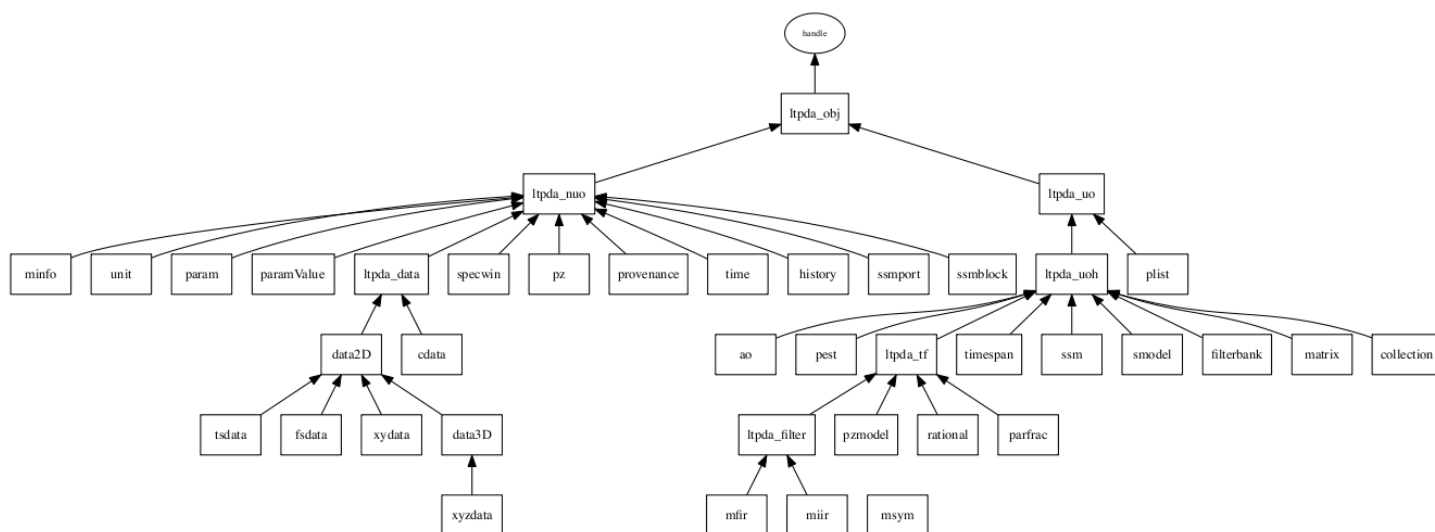 handle
ltpda_obj
ltpda_nuo
ltpda_uo
minfo
unit
param
paramValue
ltpda_data
specwin
pz
provenance
time
history
ssmport
ssmblock
ltpda_uoh
plist
data2D
cdata
ao
pest
ltpda_tf
timespan
ssm
smodel
filterbank
matrix
collection
tsdata
fsdata
xydata
data3D
ltpda_filter
pzmodel
rational
parfrac
xyzdata
mfir
miir
msym